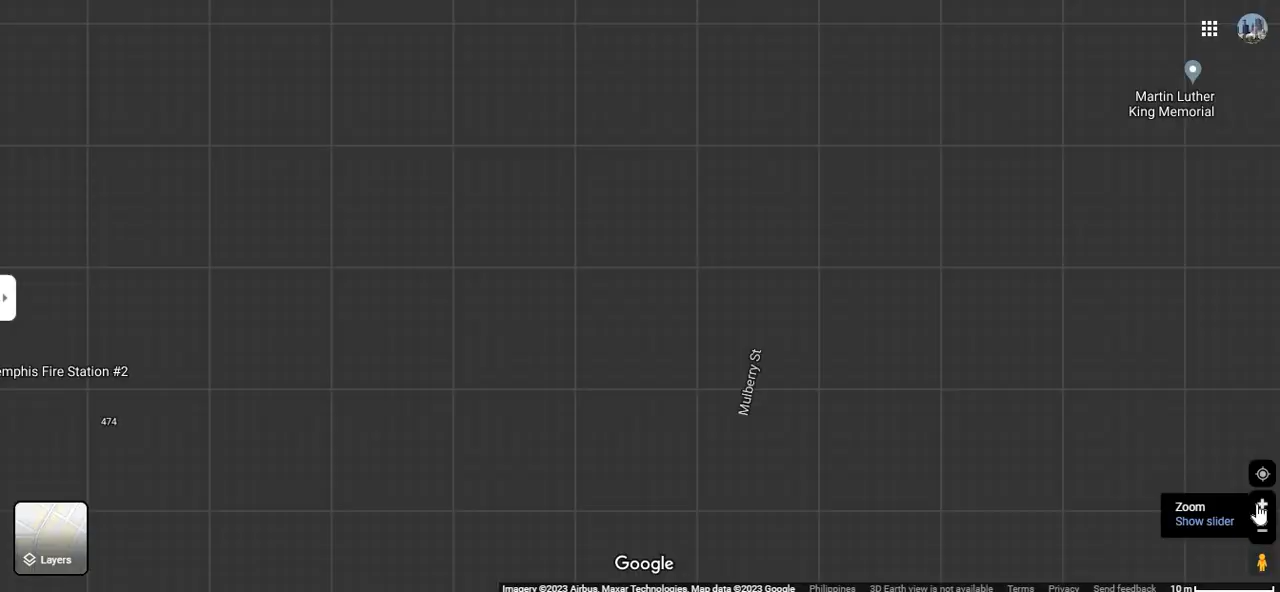 Martin Luther
King Memorial
emphis Fire Station #2
Mulberry St
474
Zoom
Show slider
Layers
Google
Imagery ©2023 Airbus, Maxar Technologies, Map data ©2023 Google
Philippines
3D Earth view is not available
Terms
Privacy
Send feedback
10 m